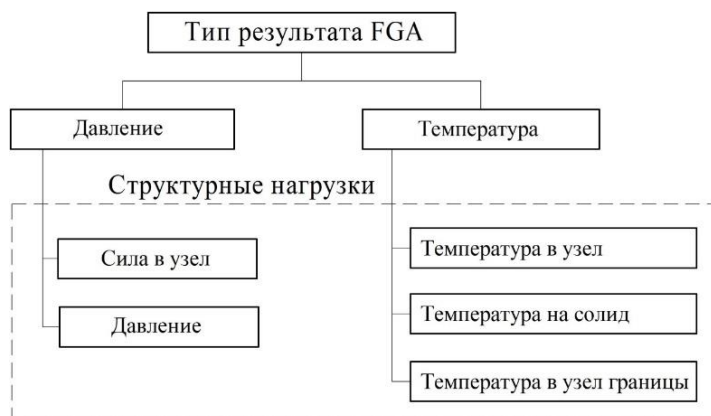 Тип результата FGA
Давление
Температура
Структурные нагрузки
Сила в узел
Давление
Температура в узел
Температура на солид
Температура в узел границы